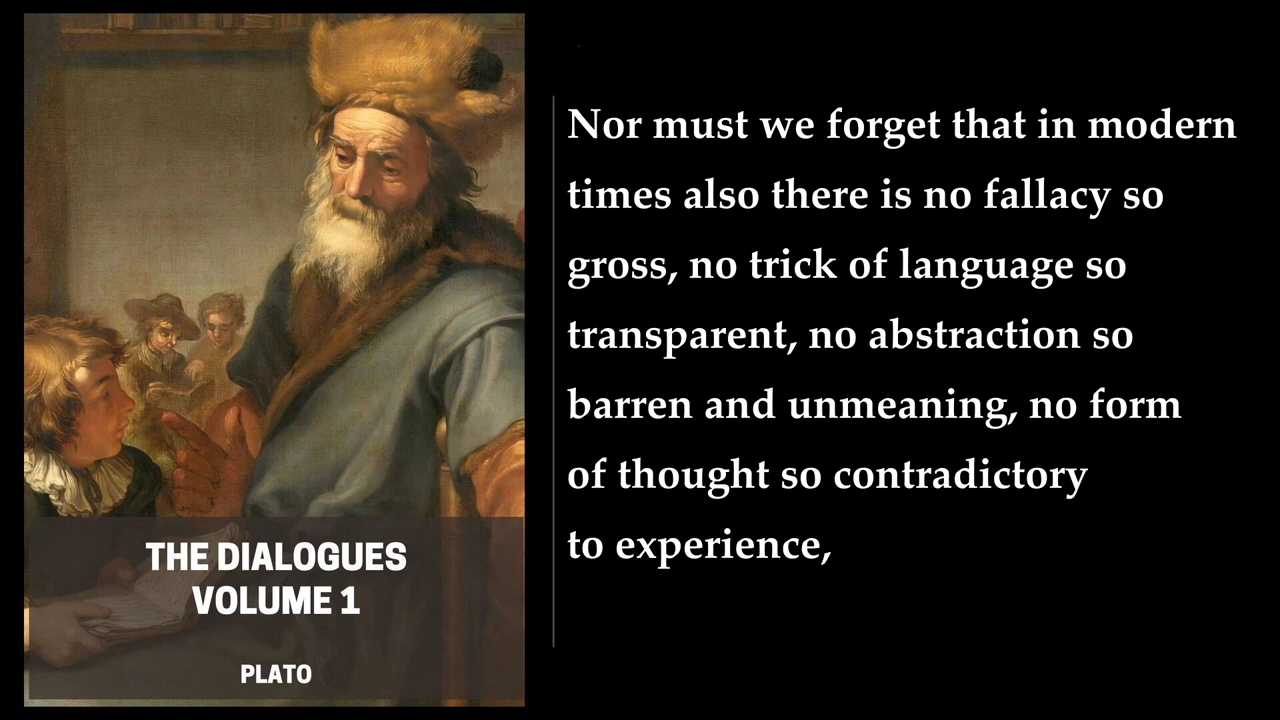 THE DIALOGUES
VOLUME 1
PLATO
Nor must we forget that in modern
times also there is no fallacy so
gross, no trick of language so
transparent, no abstraction so
barren and unmeaning, no form
of thought so contradictory
to experience,